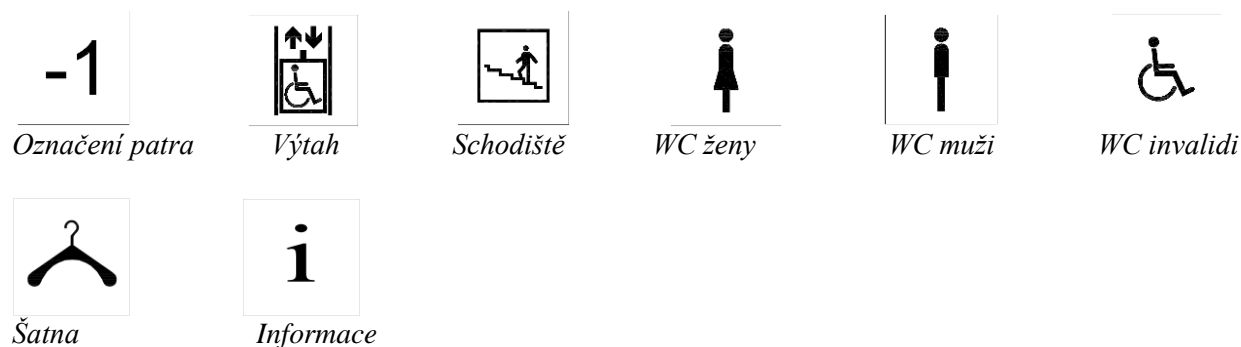 -1
Označení patra Výtah Schodiště WC ženy WC muži WC invalidi
i
Šatna Informace